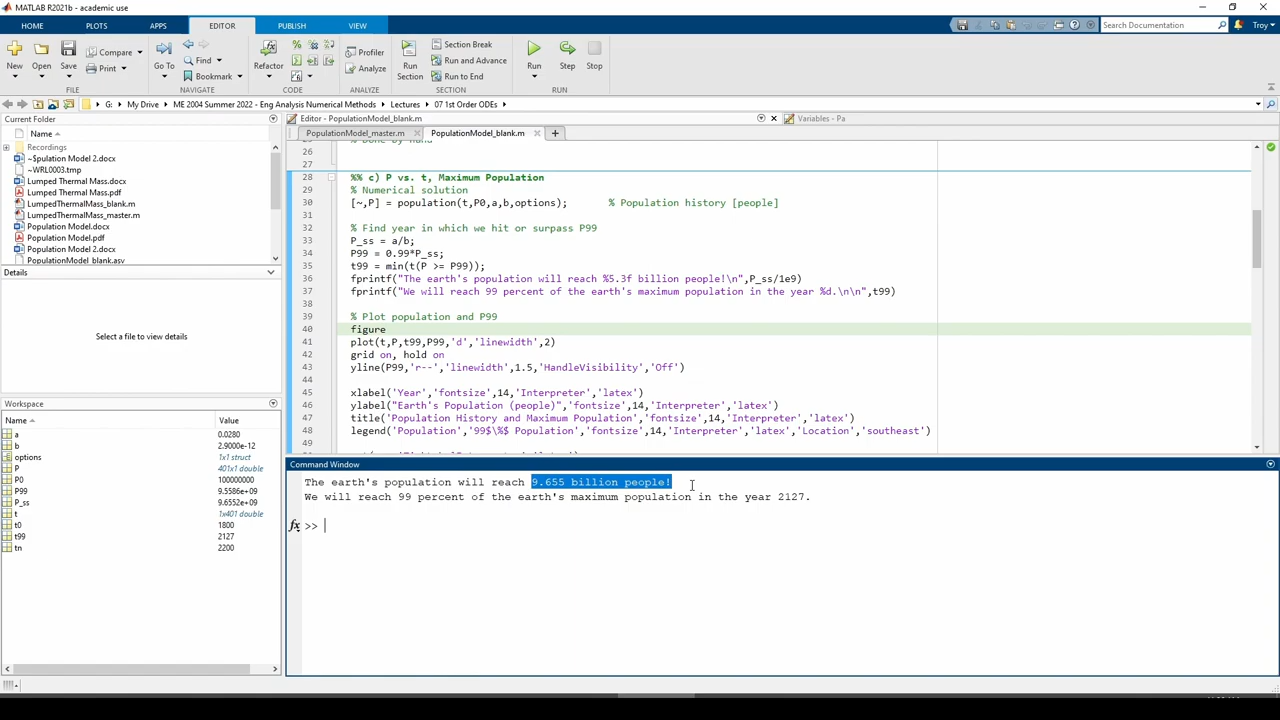 MATLAB R2021b - academic use
HOME PLOTS APPS EDITOR PUBLISH VIEW
Search Documentation
Troy
New Open Save Compare Print
Go To Find Bookmark
Refactor
Profiler Analyze
Run Section
Section Break
Run and Advance
Run to End
Run Step Stop
FILE NAVIGATE CODE ANALYZE SECTION RUN
G: My Drive ME 2004 Summer 2022 - Eng Analysis Numerical Methods Lectures 07 1st Order ODEs
Current Folder
Name
Recordings
~$pulation Model 2.docx
~WRL0003.tmp
Lumped Thermal Mass.docx
Lumped Thermal Mass.pdf
LumpedThermalMass_blank.m
LumpedThermalMass_master.m
Population Model.docx
Population Model.pdf
Population Model 2.docx
PopulationModel_blank.asv
Details
Select a file to view details
Workspace
Name Value
a 0.0280
b 2.9000e-12
options 1x1 struct
P 401x1 double
P0 100000000
P99 9.5586e+09
P_ss 9.6552e+09
t 1x401 double
t0 1800
t99 2127
tn 2200
Editor - PopulationModel_blank.m
Variables - Pa
PopulationModel_master.m
PopulationModel_blank.m
25 % Done by hand
26
27
28 %% c) P vs. t, Maximum Population
29 % Numerical solution
30 [~,P] = population(t,P0,a,b,options); % Population history [people]
31
32 % Find year in which we hit or surpass P99
33 P_ss = a/b;
34 P99 = 0.99*P_ss;
35 t99 = min(t(P >= P99));
36 fprintf("The earth's population will reach %5.3f billion people!\n",P_ss/1e9)
37 fprintf("We will reach 99 percent of the earth's maximum population in the year %d.\n\n",t99)
38
39 % Plot population and P99
40 figure
41 plot(t,P,t99,P99,'d','linewidth',2)
42 grid on, hold on
43 yline(P99,'r--','linewidth',1.5,'HandleVisibility','Off')
44
45 xlabel('Year','fontsize',14,'Interpreter','latex')
46 ylabel("Earth's Population (people)",'fontsize',14,'Interpreter','latex')
47 title('Population History and Maximum Population','fontsize',14,'Interpreter','latex')
48 legend('Population','99$\%$ Population','fontsize',14,'Interpreter','latex','Location','southeast')
49
Command Window
The earth's population will reach 9.655 billion people!
We will reach 99 percent of the earth's maximum population in the year 2127.
fx >>